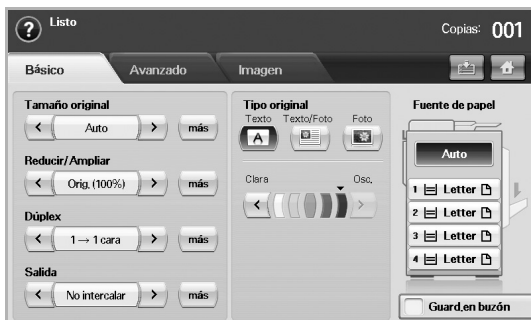 ? Listo
Copias: 001
Básico Avanzado Imagen
Tamaño original
< Auto > más
Reducir/Ampliar
< Orig. (100%) > más
Dúplex
< 1 → 1 cara > más
Salida
< No intercalar > más
Tipo original
Texto Texto/Foto Foto
A
Clara Osc.
< >
Fuente de papel
Auto
1 Letter
2 Letter
3 Letter
4 Letter
Guard.en buzón